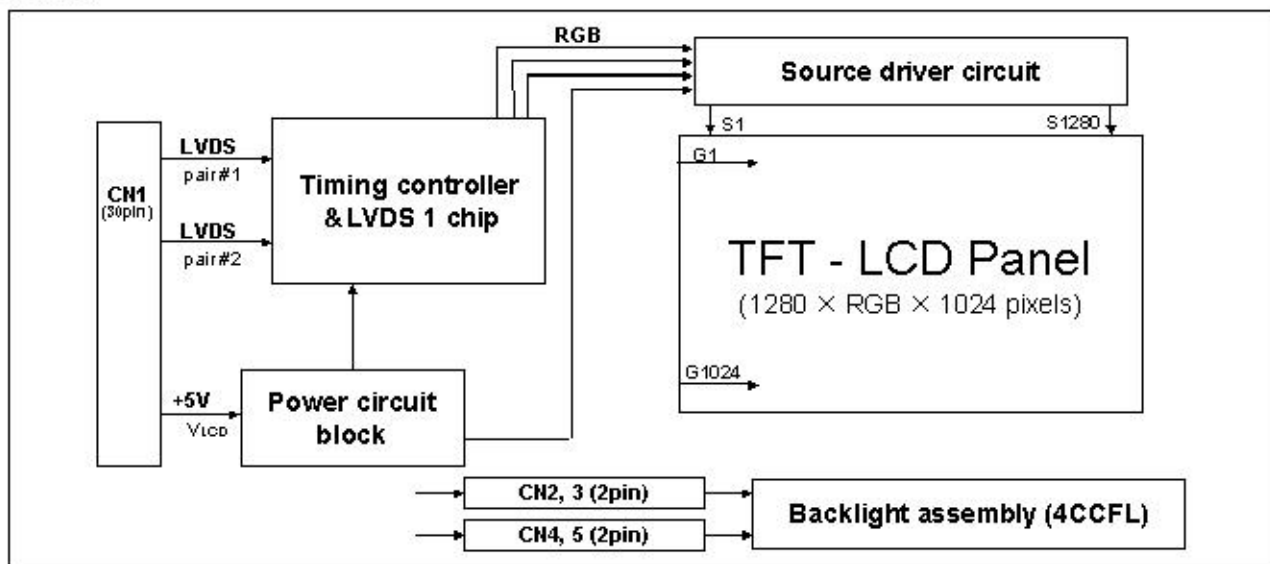 RGB
Source driver circuit
S1
S1280
CN1
(30pin)
LVDS
pair#1
LVDS
pair#2
Timing controller
&LVDS 1 chip
G1
TFT - LCD Panel
(1280 × RGB × 1024 pixels)
G1024
+5V
VLCD
Power circuit
block
CN2, 3 (2pin)
CN4, 5 (2pin)
Backlight assembly (4CCFL)